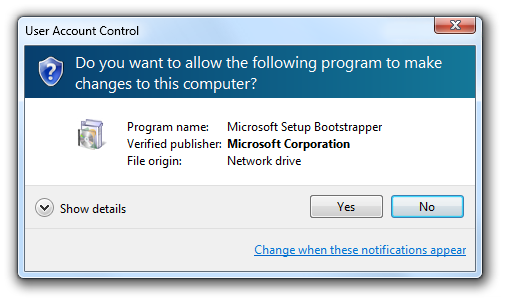 User Account Control
Do you want to allow the following program to make
changes to this computer?
Program name: Microsoft Setup Bootstrapper
Verified publisher: Microsoft Corporation
File origin: Network drive
Show details
Yes
No
Change when these notifications appear